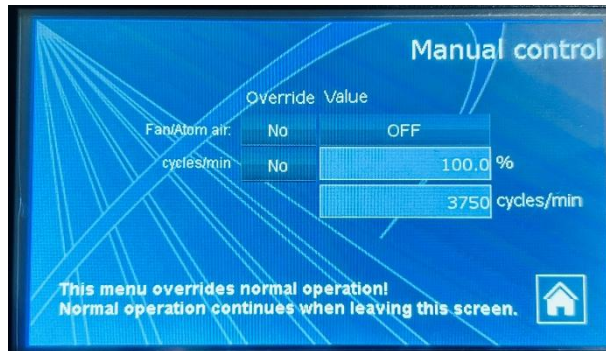 Manual control
Override Value
Fan/Atom air: No OFF
cycles/min No 100.0 %
3750 cycles/min
This menu overrides normal operation!
Normal operation continues when leaving this screen.